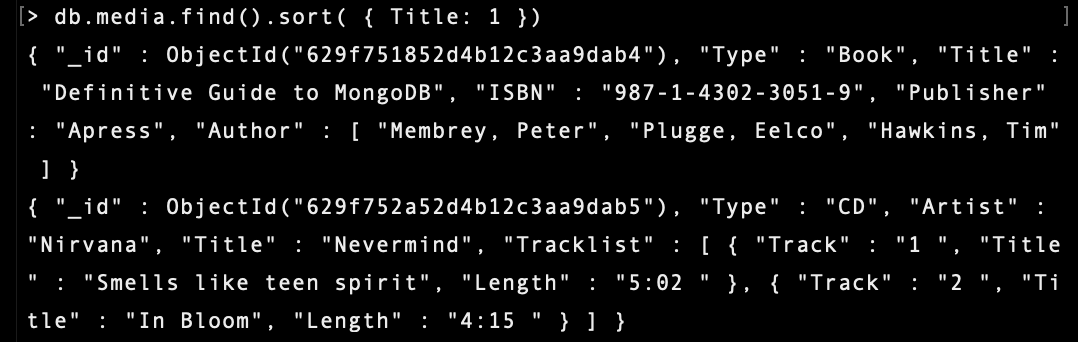 [> db.media.find().sort( { Title: 1 }) ]
{ "_id" : ObjectId("629f751852d4b12c3aa9dab4"), "Type" : "Book", "Title" :
"Definitive Guide to MongoDB", "ISBN" : "987-1-4302-3051-9", "Publisher"
: "Apress", "Author" : [ "Membrey, Peter", "Plugge, Eelco", "Hawkins, Tim"
] }
{ "_id" : ObjectId("629f752a52d4b12c3aa9dab5"), "Type" : "CD", "Artist" :
"Nirvana", "Title" : "Nevermind", "Tracklist" : [ { "Track" : "1 ", "Title
" : "Smells like teen spirit", "Length" : "5:02 " }, { "Track" : "2 ", "Ti
tle" : "In Bloom", "Length" : "4:15 " } ] }